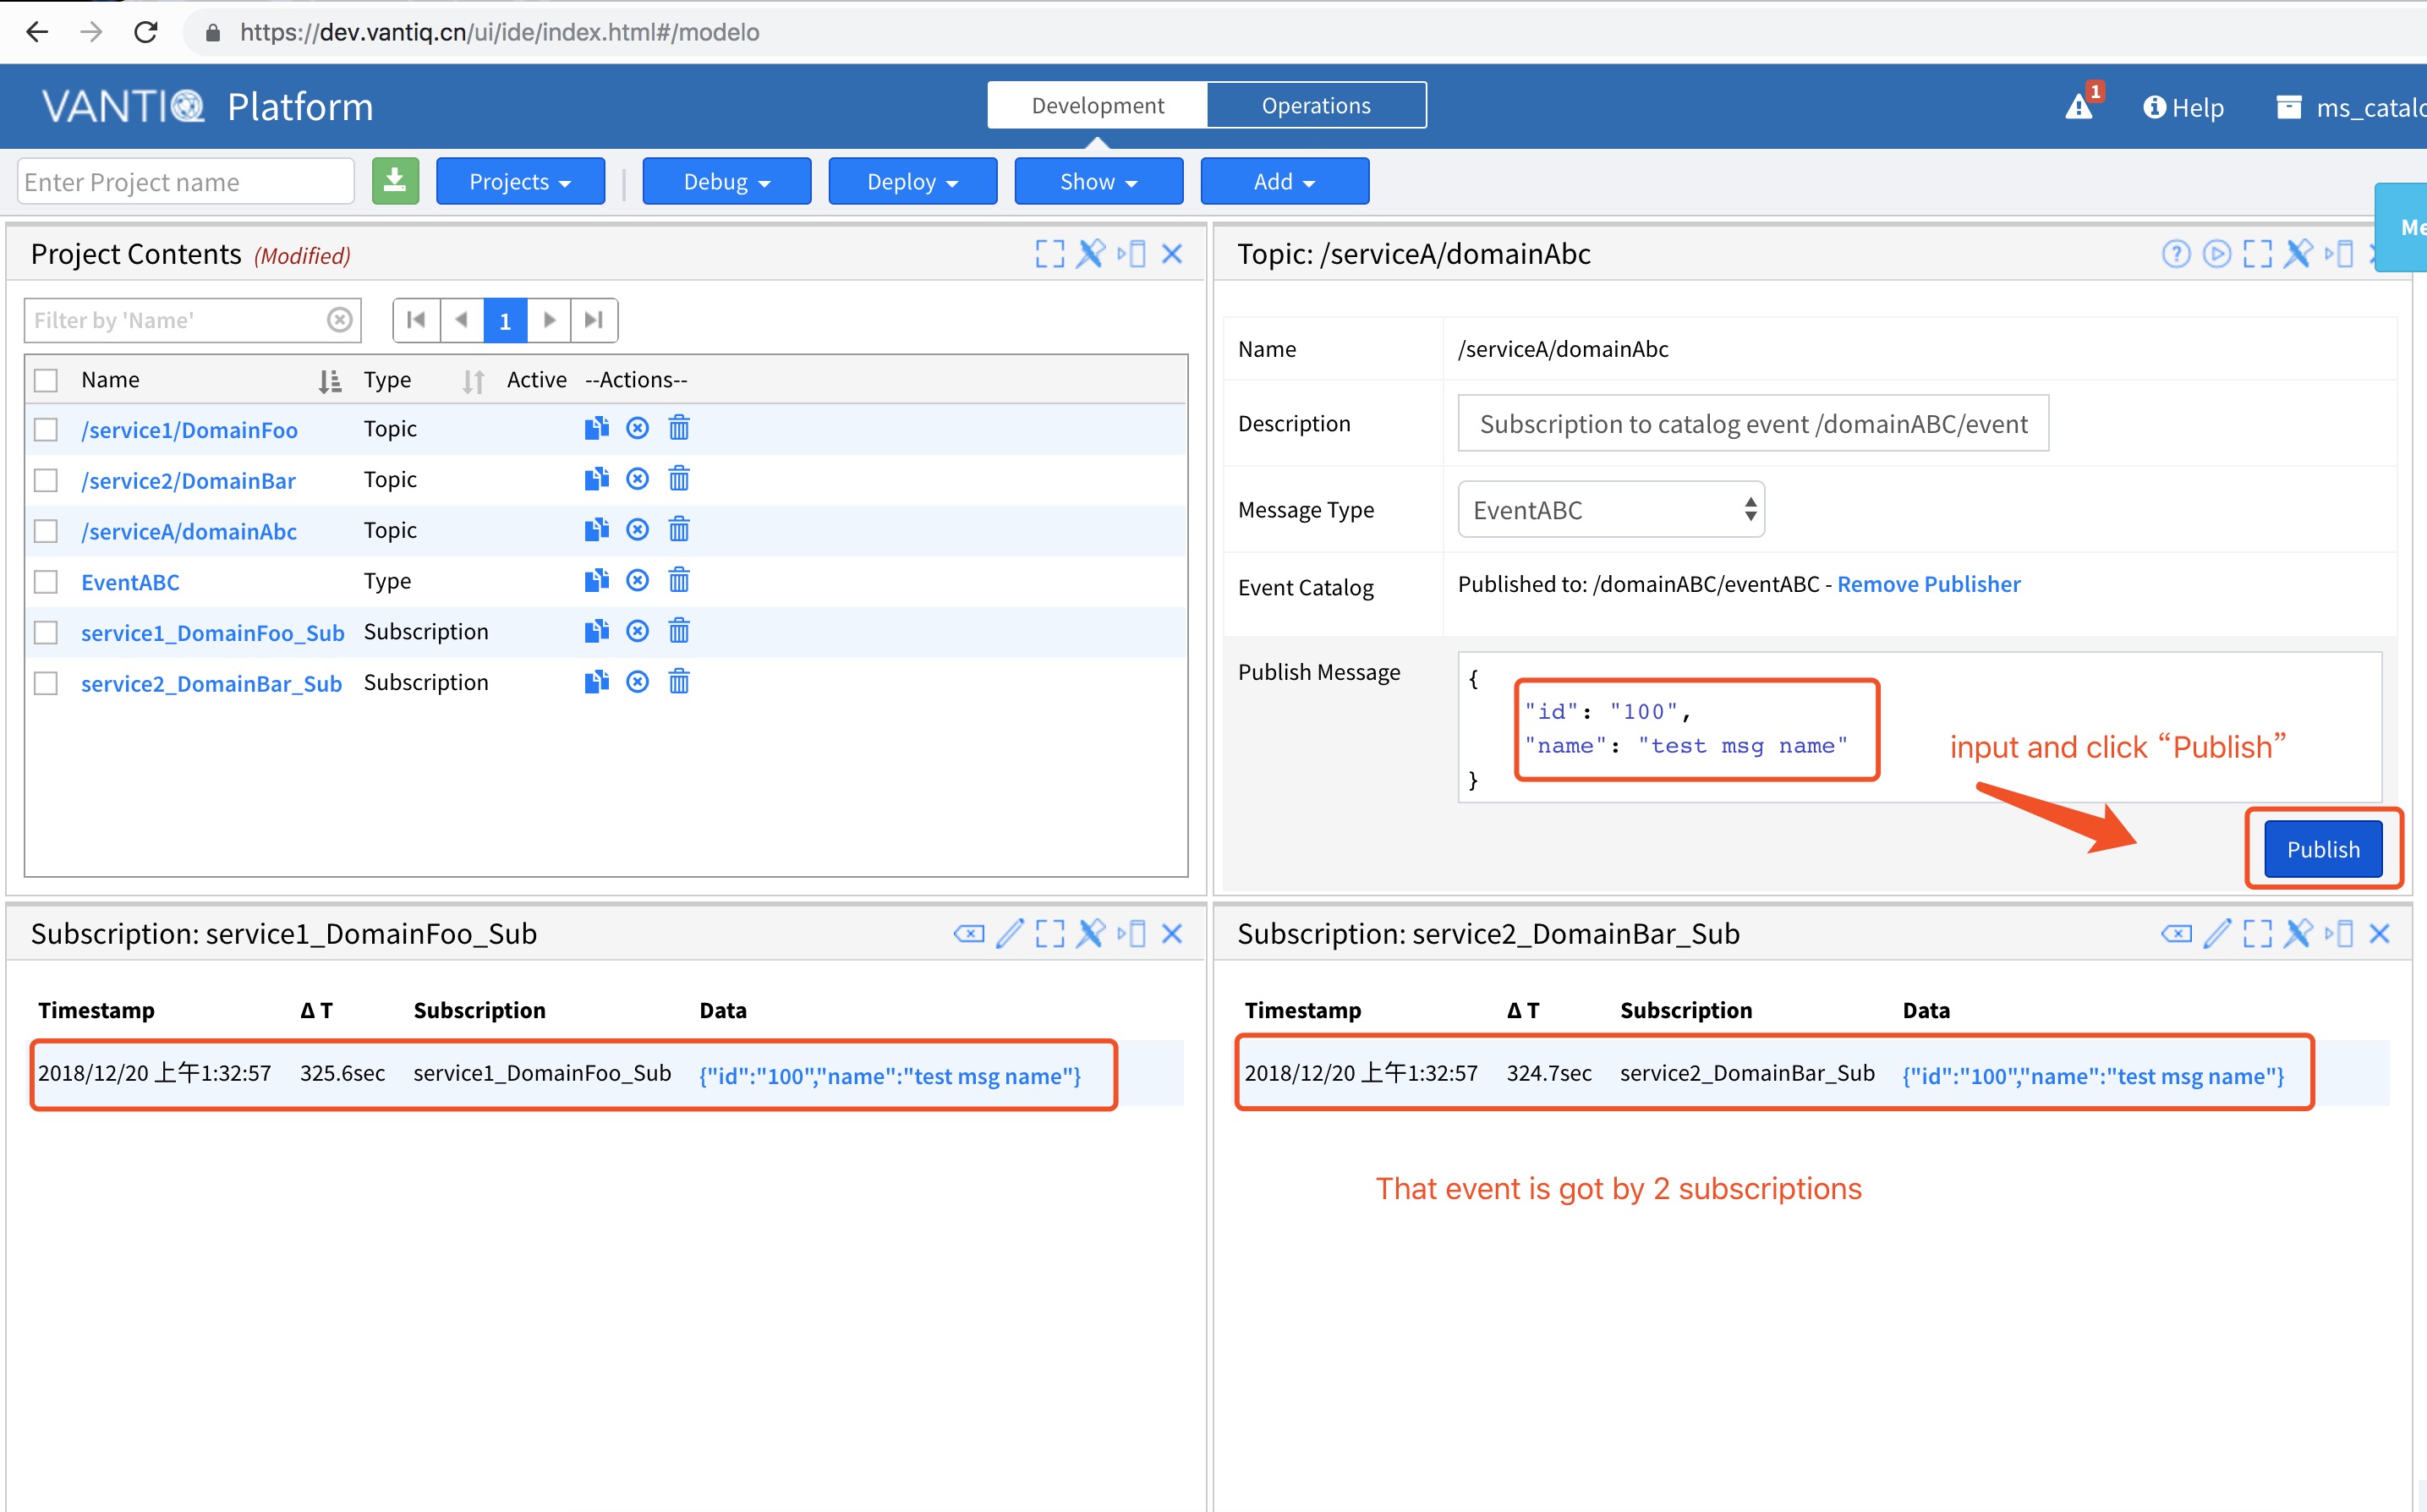 https://dev.vantiq.cn/ui/ide/index.html#/modelo
VANTIQ Platform
Development
Operations
1
Help
ms_catalo
Enter Project name
Projects
Debug
Deploy
Show
Add
Me
Project Contents (Modified)
Filter by 'Name'
1
Name Type Active --Actions--
/service1/DomainFoo Topic
/service2/DomainBar Topic
/serviceA/domainAbc Topic
EventABC Type
service1_DomainFoo_Sub Subscription
service2_DomainBar_Sub Subscription
Topic: /serviceA/domainAbc
Name /serviceA/domainAbc
Description Subscription to catalog event /domainABC/event
Message Type EventABC
Event Catalog Published to: /domainABC/eventABC - Remove Publisher
Publish Message
{
"id": "100",
"name": "test msg name"
}
input and click “Publish”
Publish
Subscription: service1_DomainFoo_Sub
Timestamp Δ T Subscription Data
2018/12/20 上午1:32:57 325.6sec service1_DomainFoo_Sub {"id":"100","name":"test msg name"}
Subscription: service2_DomainBar_Sub
Timestamp Δ T Subscription Data
2018/12/20 上午1:32:57 324.7sec service2_DomainBar_Sub {"id":"100","name":"test msg name"}
That event is got by 2 subscriptions